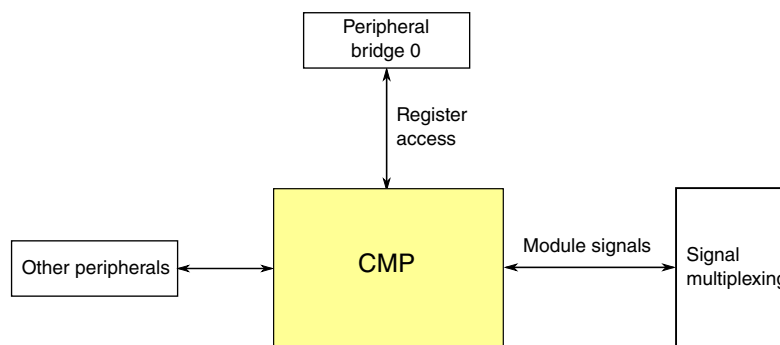 Peripheral
bridge 0
Register
access
Other peripherals
CMP
Module signals
Signal
multiplexing